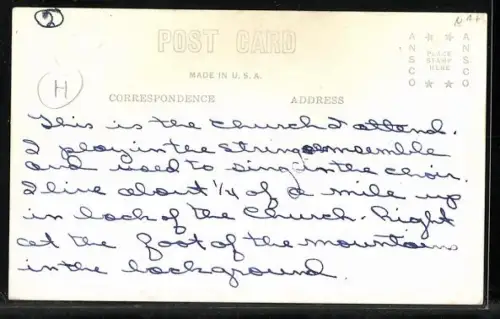 ②
POST CARD
ANSCO ★ ★ ANSCO
PLACE
STAMP
HERE
★ ★
MADE IN U.S.A.
H
CORRESPONDENCE ADDRESS
This is the church I attend.
I play in the string ensemble
and used to sing in the choir.
I live about 1/4 of a mile up
in back of the Church. Right
at the foot of the mountains
in the background.